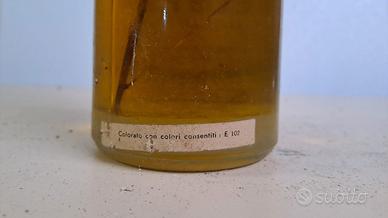 Colorato con colori consentiti : E 102
subito